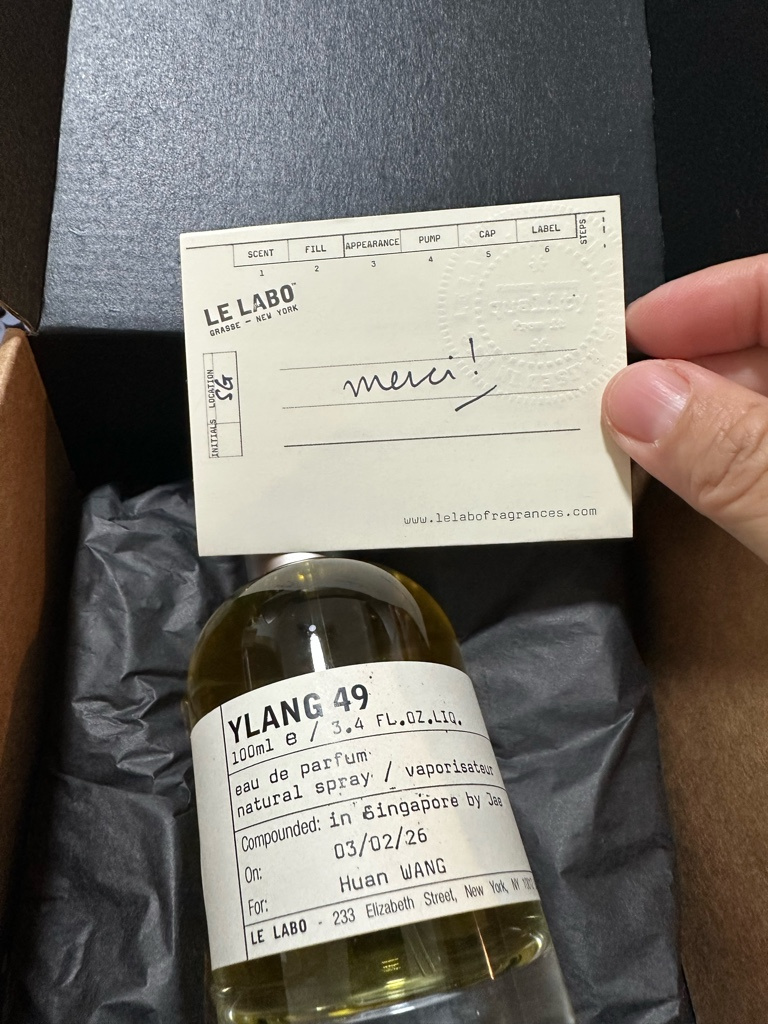 SCENT FILL APPEARANCE PUMP CAP LABEL STEPS
1 2 3 4 5 6
LE LABO™
GRASSE — NEW YORK
INITIALS LOCATION
SG
merci!
www.lelabofragrances.com
YLANG 49
100ml e / 3.4 FL.OZ.LIQ.
eau de parfum
natural spray / vaporisateur
Compounded: in Singapore by Jae
On: 03/02/26
For: Huan WANG
LE LABO - 233 Elizabeth Street, New York, NY